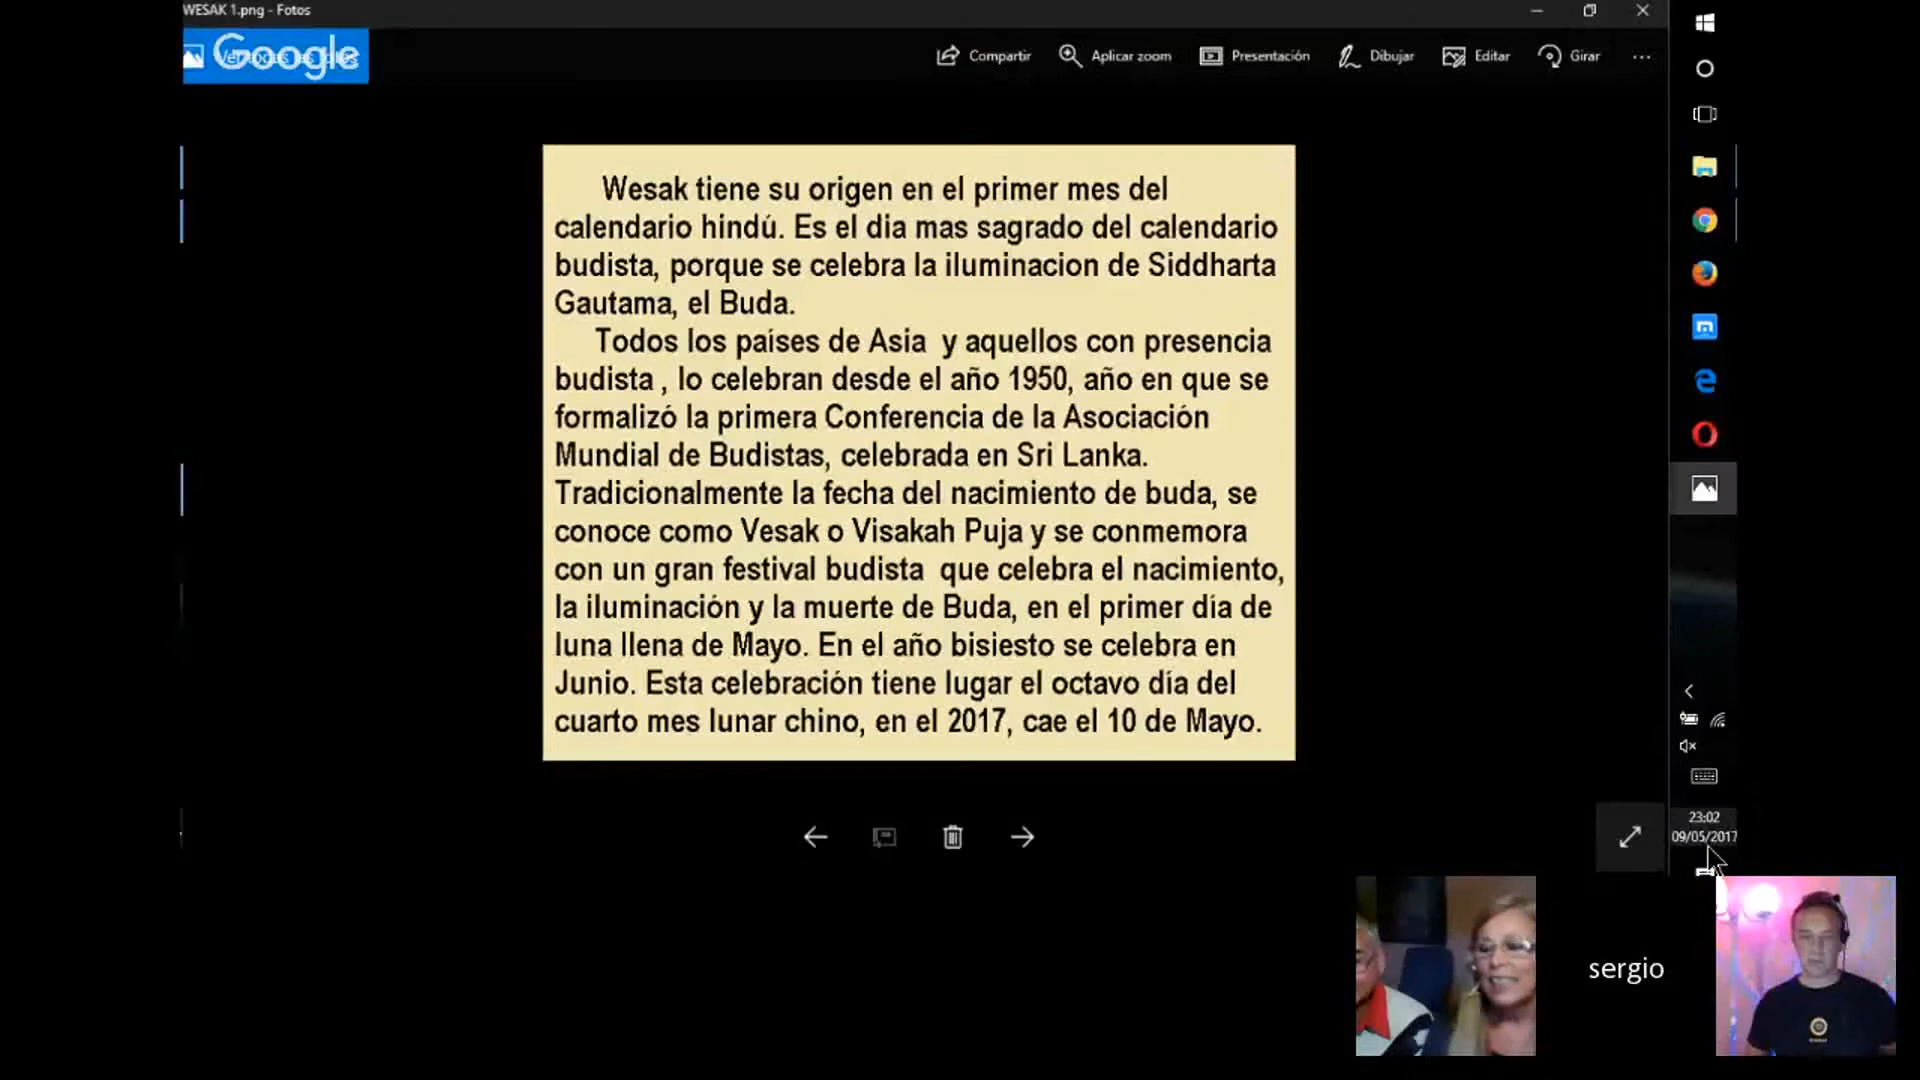 WESAK 1.png - Fotos
Google
Compartir
Aplicar zoom
Presentación
Dibujar
Editar
Girar
Wesak tiene su origen en el primer mes del
calendario hindú. Es el dia mas sagrado del calendario
budista, porque se celebra la iluminacion de Siddharta
Gautama, el Buda.
Todos los países de Asia y aquellos con presencia
budista , lo celebran desde el año 1950, año en que se
formalizó la primera Conferencia de la Asociación
Mundial de Budistas, celebrada en Sri Lanka.
Tradicionalmente la fecha del nacimiento de buda, se
conoce como Vesak o Visakah Puja y se conmemora
con un gran festival budista que celebra el nacimiento,
la iluminación y la muerte de Buda, en el primer día de
luna llena de Mayo. En el año bisiesto se celebra en
Junio. Esta celebración tiene lugar el octavo día del
cuarto mes lunar chino, en el 2017, cae el 10 de Mayo.
23:02
09/05/2017
sergio